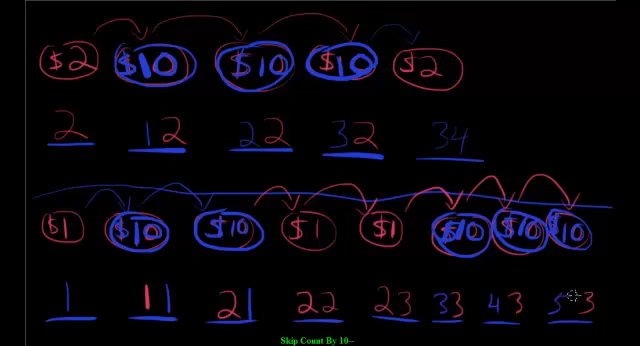 $2 $10 $10 $10 $2
2 12 22 32 34
$1 $10 $10 $1 $1 $10 $10 $10
1 11 21 22 23 33 43 53
Skip Count By 10--